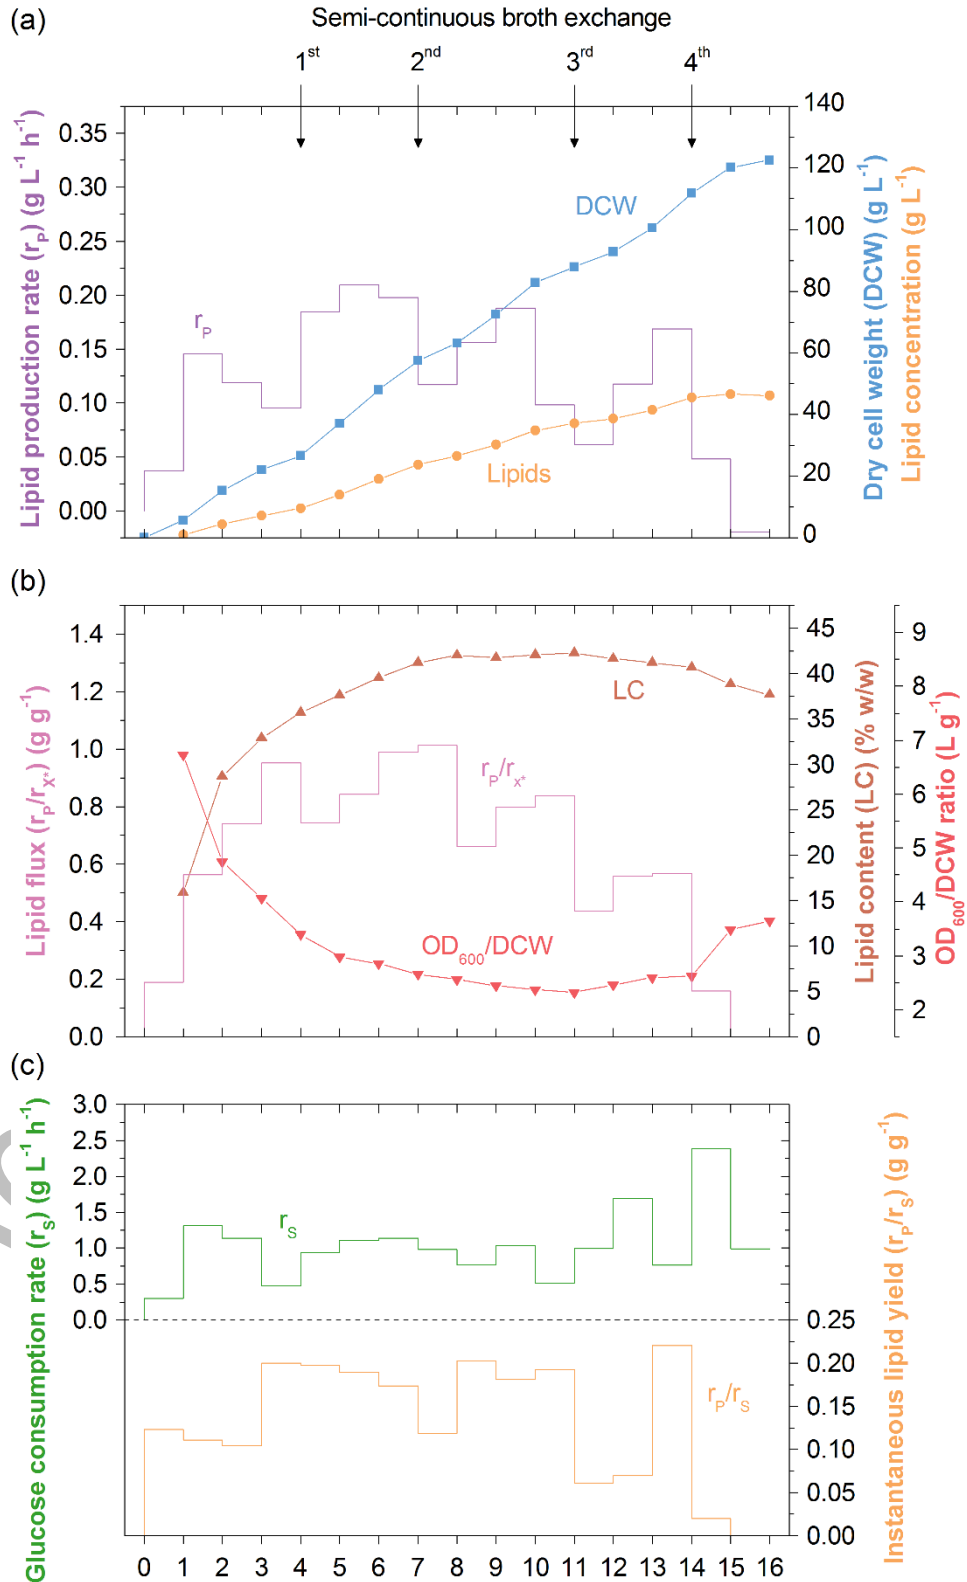 (a)
Semi-continuous broth exchange
1st 2nd 3rd 4th
Lipid production rate (rP) (g L-1 h-1)
0.35
0.30
0.25
0.20
0.15
0.10
0.05
0.00
DCW
rP
Lipids
140
120
100
80
60
40
20
0
Dry cell weight (DCW) (g L-1)
Lipid concentration (g L-1)
(b)
Lipid flux (rP/rX*) (g g-1)
1.4
1.2
1.0
0.8
0.6
0.4
0.2
0.0
LC
rP/rx*
OD600/DCW
45
40
35
30
25
20
15
10
5
0
Lipid content (LC) (% w/w)
9
8
7
6
5
4
3
2
OD600/DCW ratio (L g-1)
(c)
Glucose consumption rate (rS) (g L-1 h-1)
3.0
2.5
2.0
1.5
1.0
0.5
0.0
rS
rP/rS
0.25
0.20
0.15
0.10
0.05
0.00
Instantaneous lipid yield (rP/rS) (g g-1)
0 1 2 3 4 5 6 7 8 9 10 11 12 13 14 15 16